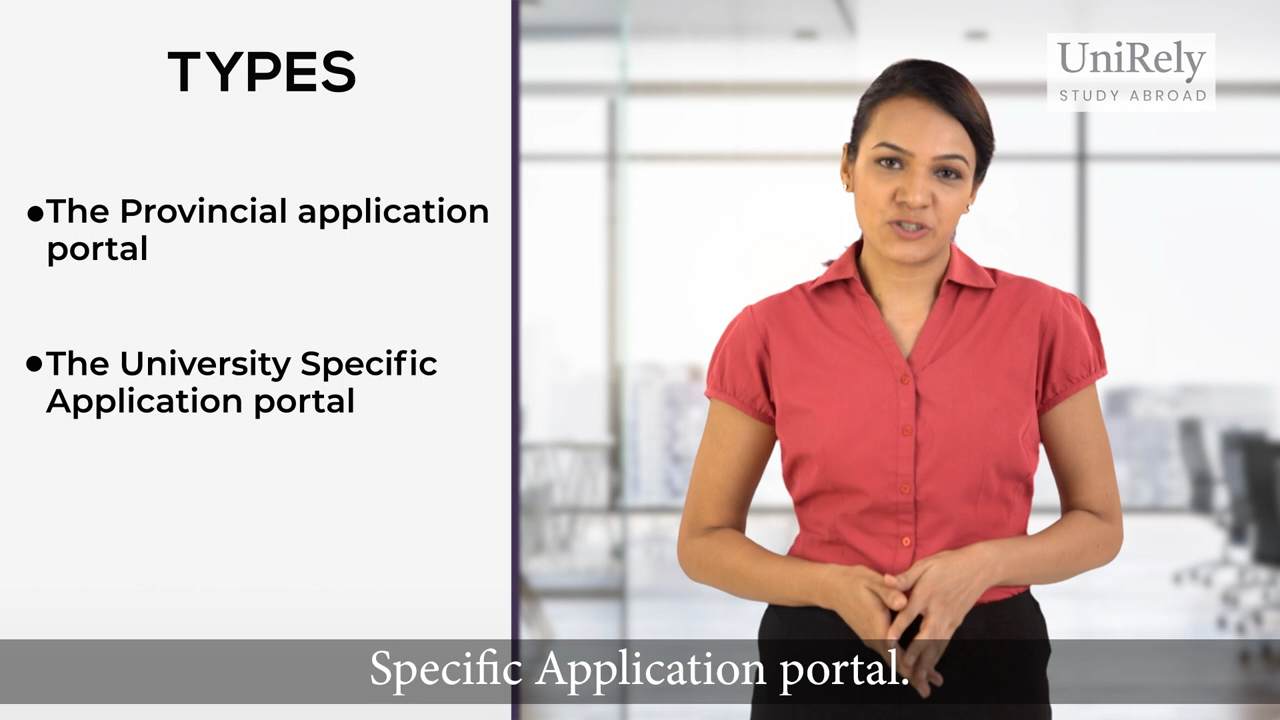 TYPES
●The Provincial application
portal
●The University Specific
Application portal
UniRely
STUDY ABROAD
Specific Application portal.